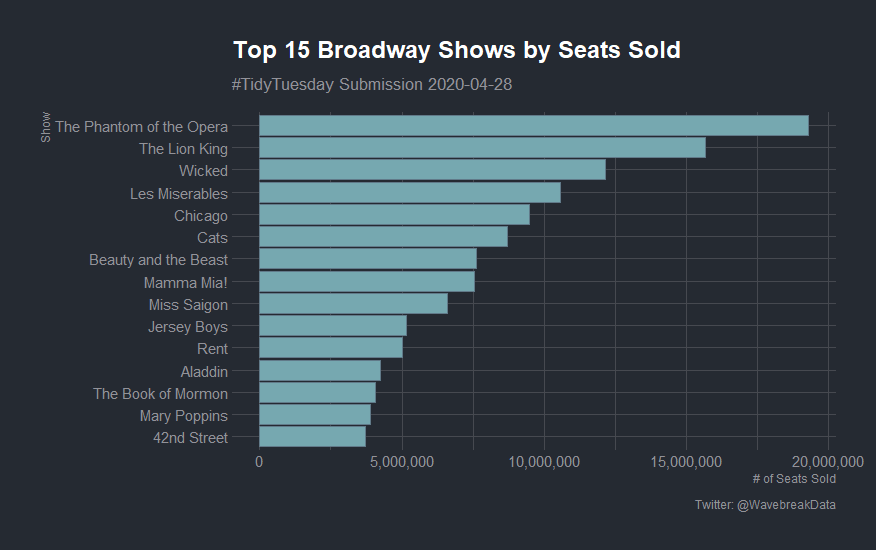 Top 15 Broadway Shows by Seats Sold
#TidyTuesday Submission 2020-04-28
Show
The Phantom of the Opera
The Lion King
Wicked
Les Miserables
Chicago
Cats
Beauty and the Beast
Mamma Mia!
Miss Saigon
Jersey Boys
Rent
Aladdin
The Book of Mormon
Mary Poppins
42nd Street
0 5,000,000 10,000,000 15,000,000 20,000,000
# of Seats Sold
Twitter: @WavebreakData